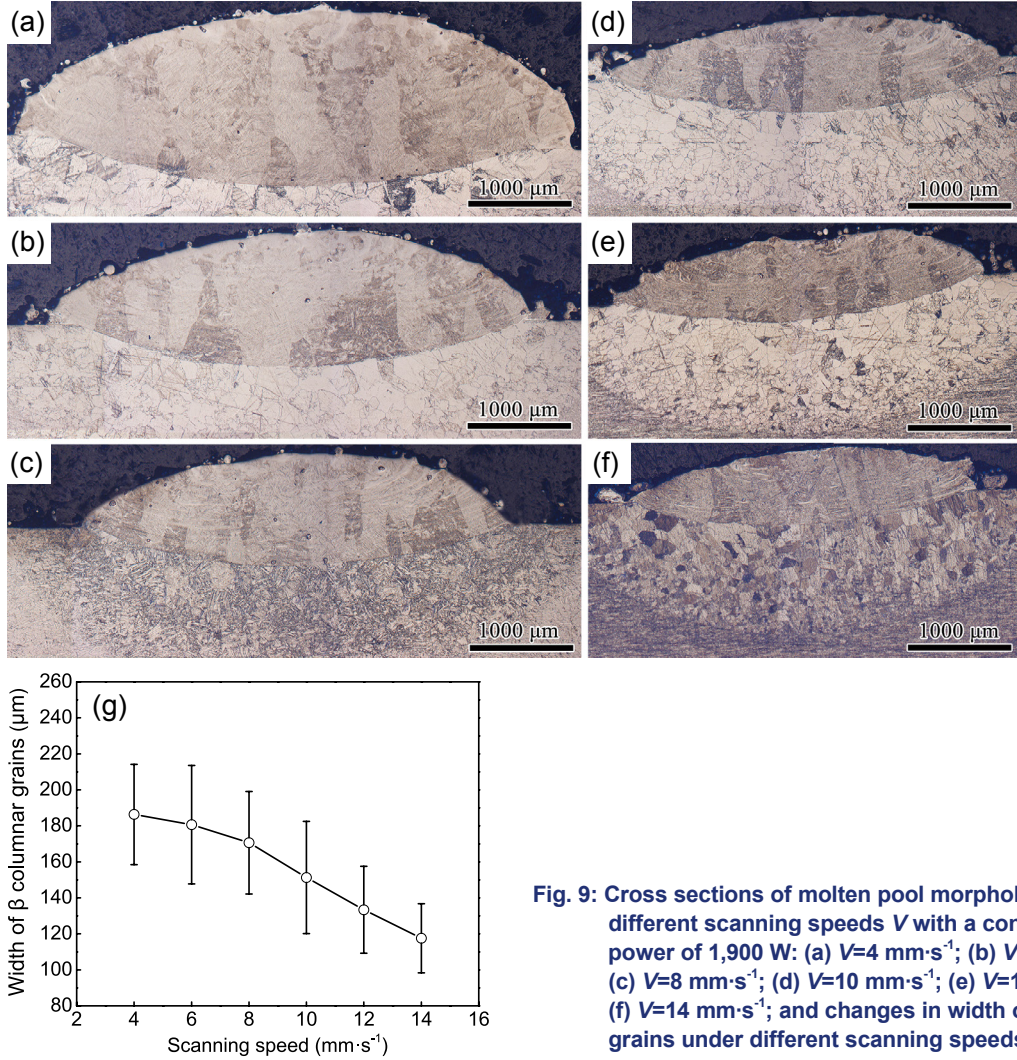 (a)
1000 μm
(d)
1000 μm
(b)
1000 μm
(e)
1000 μm
(c)
1000 μm
(f)
1000 μm
(g)
Width of β columnar grains (μm)
260
240
220
200
180
160
140
120
100
80
2 4 6 8 10 12 14 16
Scanning speed (mm·s⁻¹)
Fig. 9: Cross sections of molten pool
different scanning speeds V with a
power of 1,900 W: (a) V=4 mm·s⁻¹; (b) V
(c) V=8 mm·s⁻¹; (d) V=10 mm·s⁻¹; (e) V=1
(f) V=14 mm·s⁻¹; and changes in width
grains under different scanning speeds